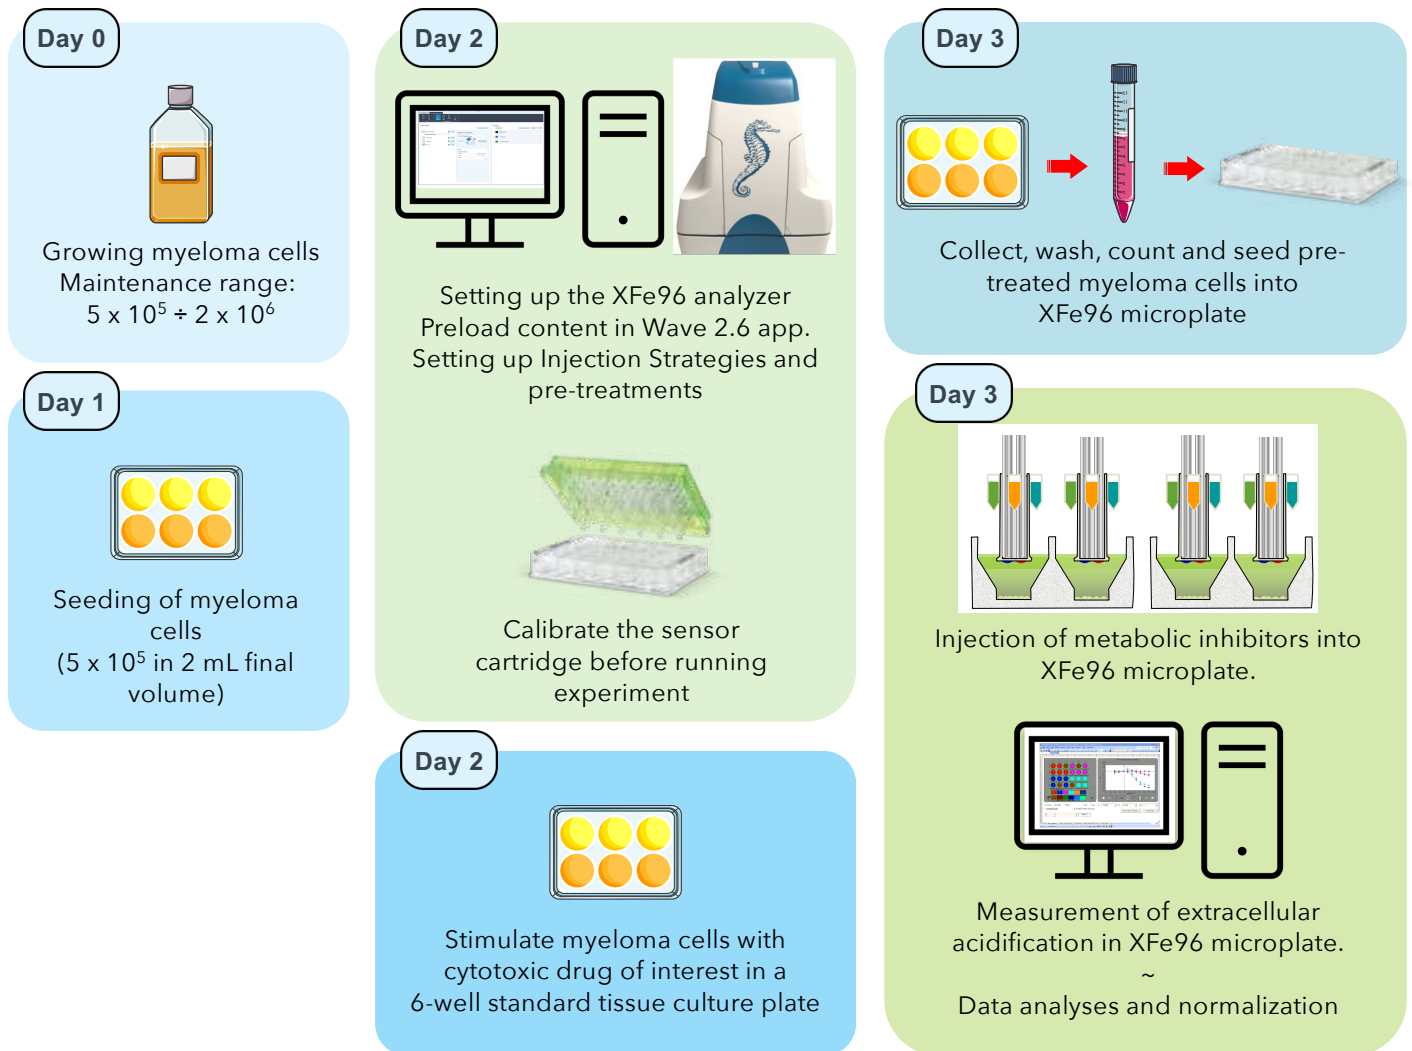 Day 0
Growing myeloma cells
Maintenance range:
5 x 10⁵ ÷ 2 x 10⁶
Day 1
Seeding of myeloma
cells
(5 x 10⁵ in 2 mL final
volume)
Day 2
Setting up the XFe96 analyzer
Preload content in Wave 2.6 app.
Setting up Injection Strategies and
pre-treatments
Calibrate the sensor
cartridge before running
experiment
Day 2
Stimulate myeloma cells with
cytotoxic drug of interest in a
6-well standard tissue culture plate
Day 3
Collect, wash, count and seed pre-
treated myeloma cells into
XFe96 microplate
Day 3
Injection of metabolic inhibitors into
XFe96 microplate.
Measurement of extracellular
acidification in XFe96 microplate.
~
Data analyses and normalization